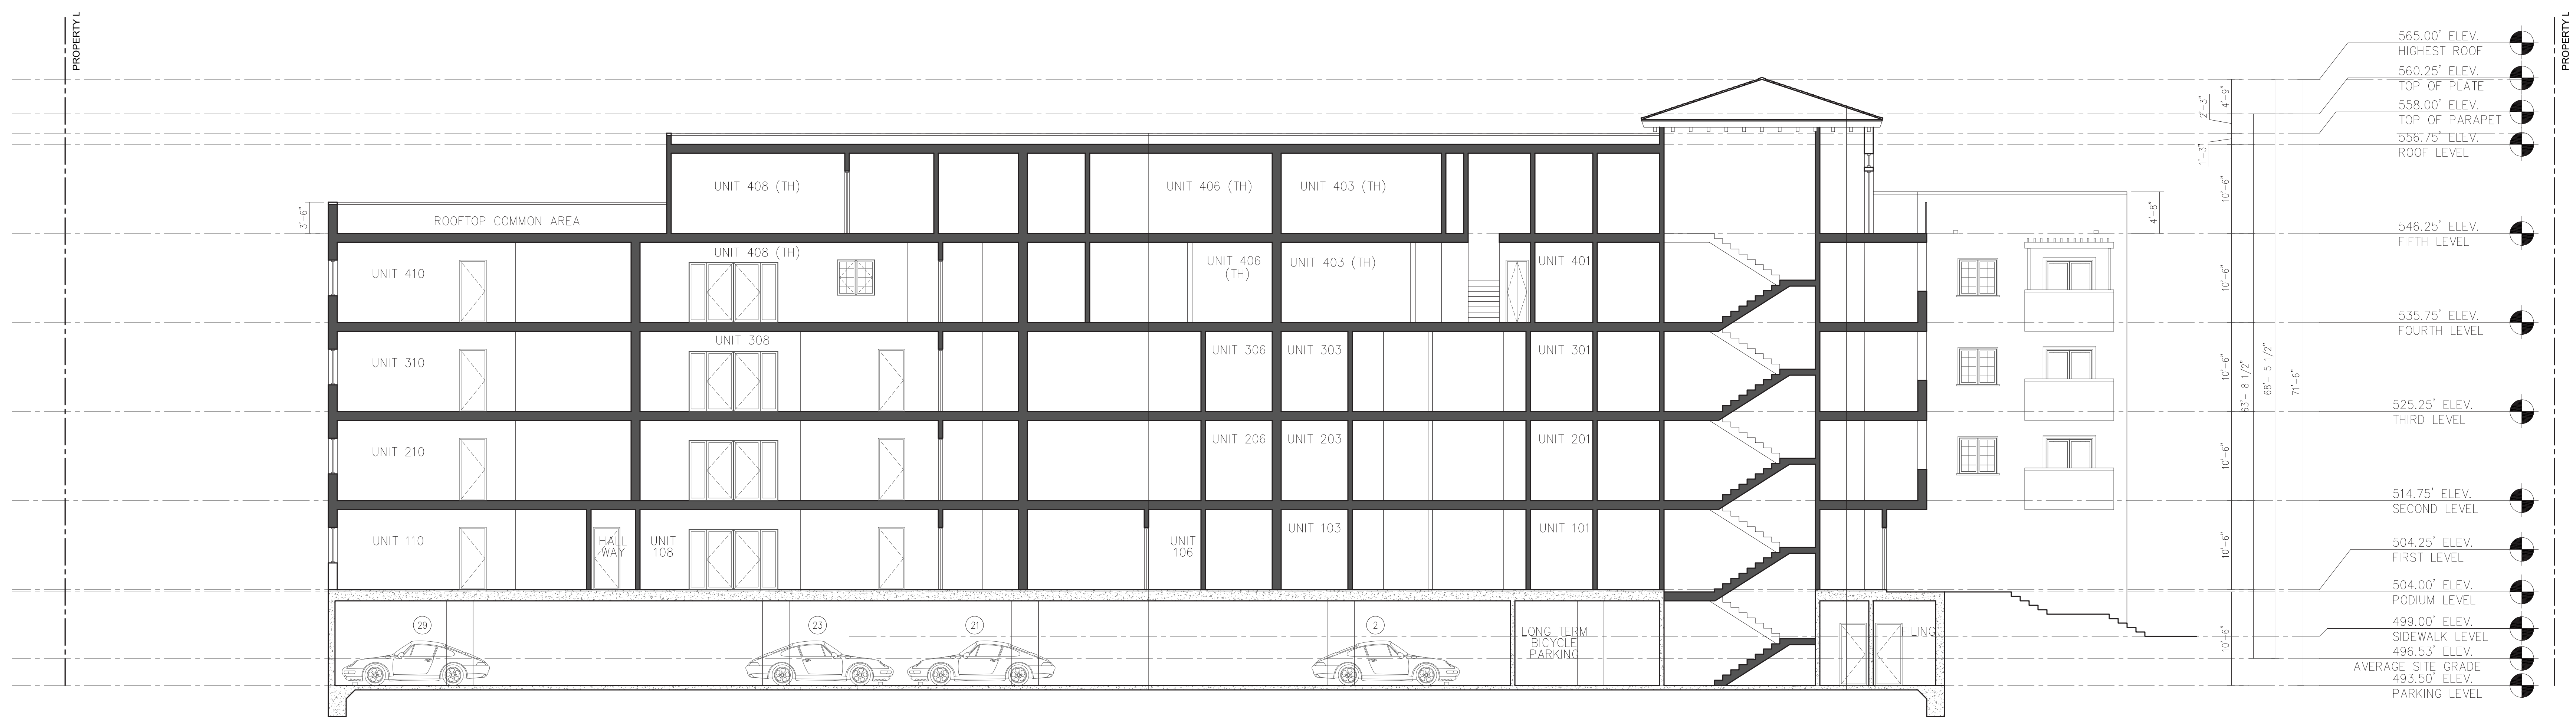 PROPERTY L
PROPERTY L
565.00' ELEV.
HIGHEST ROOF
560.25' ELEV.
TOP OF PLATE
558.00' ELEV.
TOP OF PARAPET
556.75' ELEV.
ROOF LEVEL
546.25' ELEV.
FIFTH LEVEL
535.75' ELEV.
FOURTH LEVEL
525.25' ELEV.
THIRD LEVEL
514.75' ELEV.
SECOND LEVEL
504.25' ELEV.
FIRST LEVEL
504.00' ELEV.
PODIUM LEVEL
499.00' ELEV.
SIDEWALK LEVEL
496.53' ELEV.
AVERAGE SITE GRADE
493.50' ELEV.
PARKING LEVEL
2'-3"
4'-9"
1'-3"
10'-6"
10'-6"
10'-6"
10'-6"
10'-6"
10'-6"
63'- 8 1/2"
68'- 5 1/2"
71'-6"
4'-8"
3'-6"
UNIT 408 (TH)
UNIT 406 (TH)
UNIT 403 (TH)
ROOFTOP COMMON AREA
UNIT 410
UNIT 408 (TH)
UNIT 406
(TH)
UNIT 403 (TH)
UNIT 401
UNIT 310
UNIT 308
UNIT 306
UNIT 303
UNIT 301
UNIT 210
UNIT 206
UNIT 203
UNIT 201
UNIT 110
HALL
WAY
UNIT
108
UNIT
106
UNIT 103
UNIT 101
29
23
21
2
LONG TERM
BICYCLE
PARKING
FILING